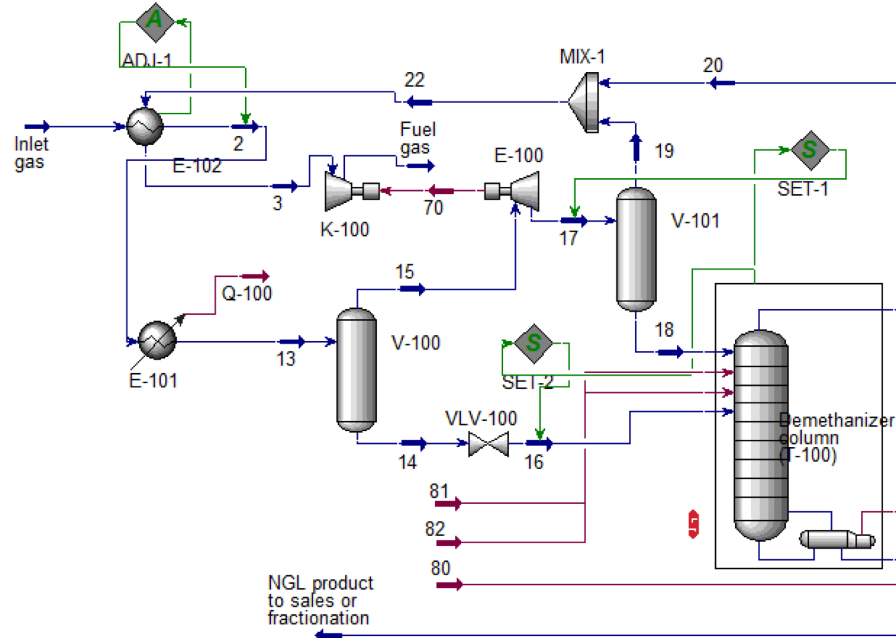 A
ADJ-1
MIX-1
22
20
Inlet
gas
2
E-102
Fuel
gas
E-100
19
S
SET-1
3
K-100
70
17
V-101
15
Q-100
13
V-100
E-101
S
SET-2
18
VLV-100
14
16
Demethanizer
column
(T-100)
81
82
80
NGL product
to sales or
fractionation